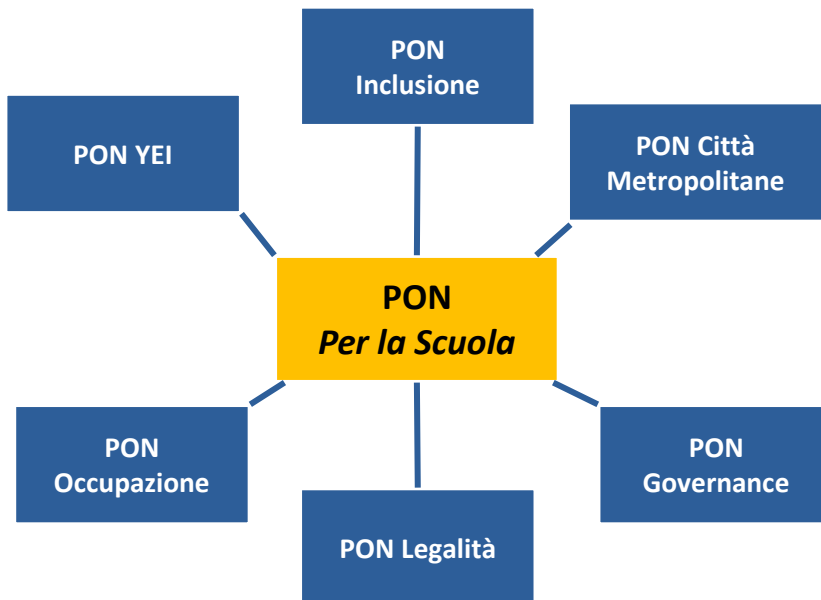 PON
Inclusione
PON YEI
PON Città
Metropolitane
PON
Per la Scuola
PON
Occupazione
PON
Governance
PON Legalità